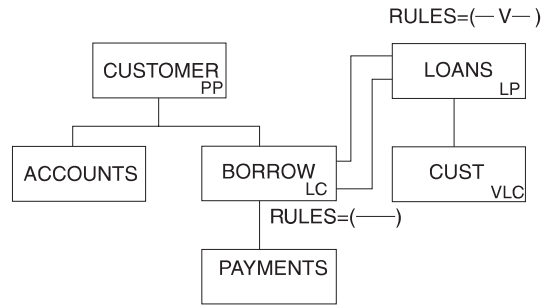 RULES=(— V— )
CUSTOMER
PP
LOANS
LP
ACCOUNTS
BORROW
LC
CUST
VLC
RULES=(——)
PAYMENTS